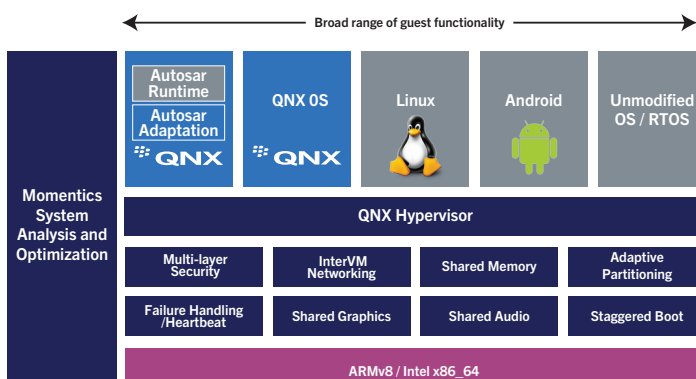 Broad range of guest functionality
Autosar
Runtime
Autosar
Adaptation
QNX
QNX OS
QNX
Linux
Android
Unmodified
OS / RTOS
Momentics
System
Analysis and
Optimization
QNX Hypervisor
Multi-layer
Security
InterVM
Networking
Shared Memory
Adaptive
Partitioning
Failure Handling
/Heartbeat
Shared Graphics
Shared Audio
Staggered Boot
ARMv8 / Intel x86_64